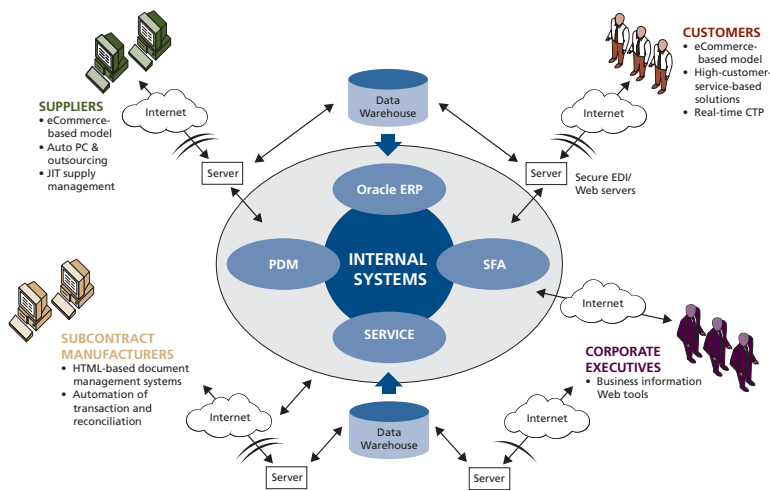 SUPPLIERS
• eCommerce-
based model
• Auto PC &
outsourcing
• JIT supply
management
Internet
Server
Data
Warehouse
CUSTOMERS
• eCommerce-
based model
• High-customer-
service-based
solutions
• Real-time CTP
Internet
Server
Secure EDI/
Web servers
Oracle ERP
PDM
INTERNAL
SYSTEMS
SFA
SERVICE
Internet
SUBCONTRACT
MANUFACTURERS
• HTML-based document
management systems
• Automation of
transaction and
reconciliation
Internet
Server
Data
Warehouse
CORPORATE
EXECUTIVES
• Business information
Web tools
Internet
Server